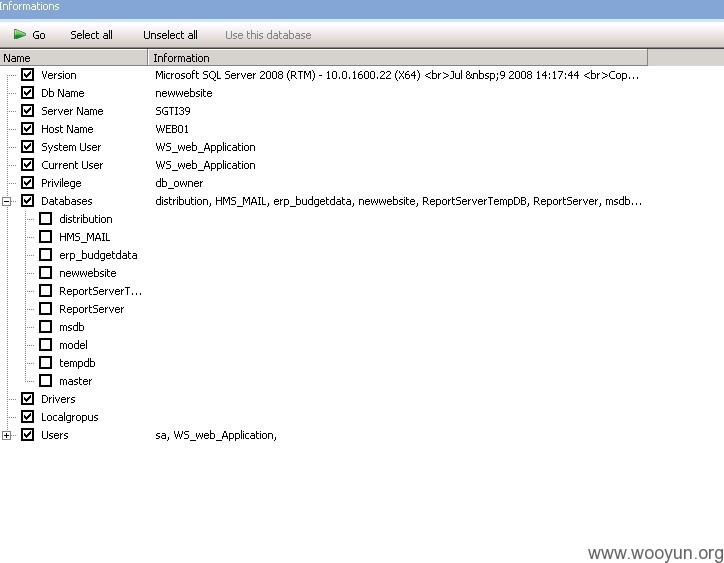 Informations
Go Select all Unselect all Use this database
Name Information
Version Microsoft SQL Server 2008 (RTM) - 10.0.1600.22 (X64) <br>Jul &nbsp;9 2008 14:17:44 <br>Cop...
Db Name newwebsite
Server Name SGTI39
Host Name WEB01
System User WS_web_Application
Current User WS_web_Application
Privilege db_owner
Databases distribution, HMS_MAIL, erp_budgetdata, newwebsite, ReportServerTempDB, ReportServer, msdb...
distribution
HMS_MAIL
erp_budgetdata
newwebsite
ReportServerT...
ReportServer
msdb
model
tempdb
master
Drivers
Localgropus
Users sa, WS_web_Application,
www.wooyun.org